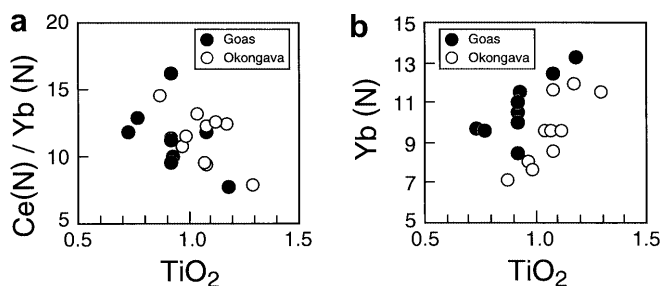 a
20
15
10
5
Ce(N) / Yb (N)
Goas
Okongava
0.5 1.0 1.5
TiO2
b
15
13
11
9
7
5
Yb (N)
Goas
Okongava
0.5 1.0 1.5
TiO2